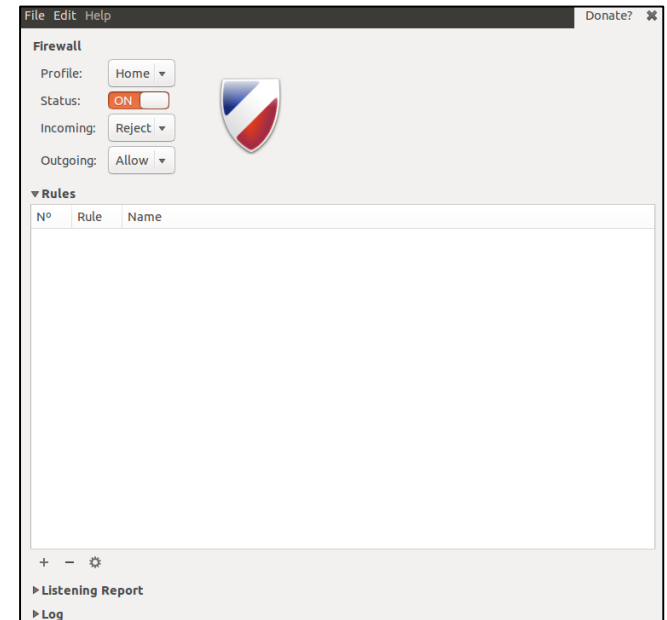 File Edit Help Donate? ✖
Firewall
Profile: Home
Status: ON
Incoming: Reject
Outgoing: Allow
Rules
Nº Rule Name
Listening Report
Log